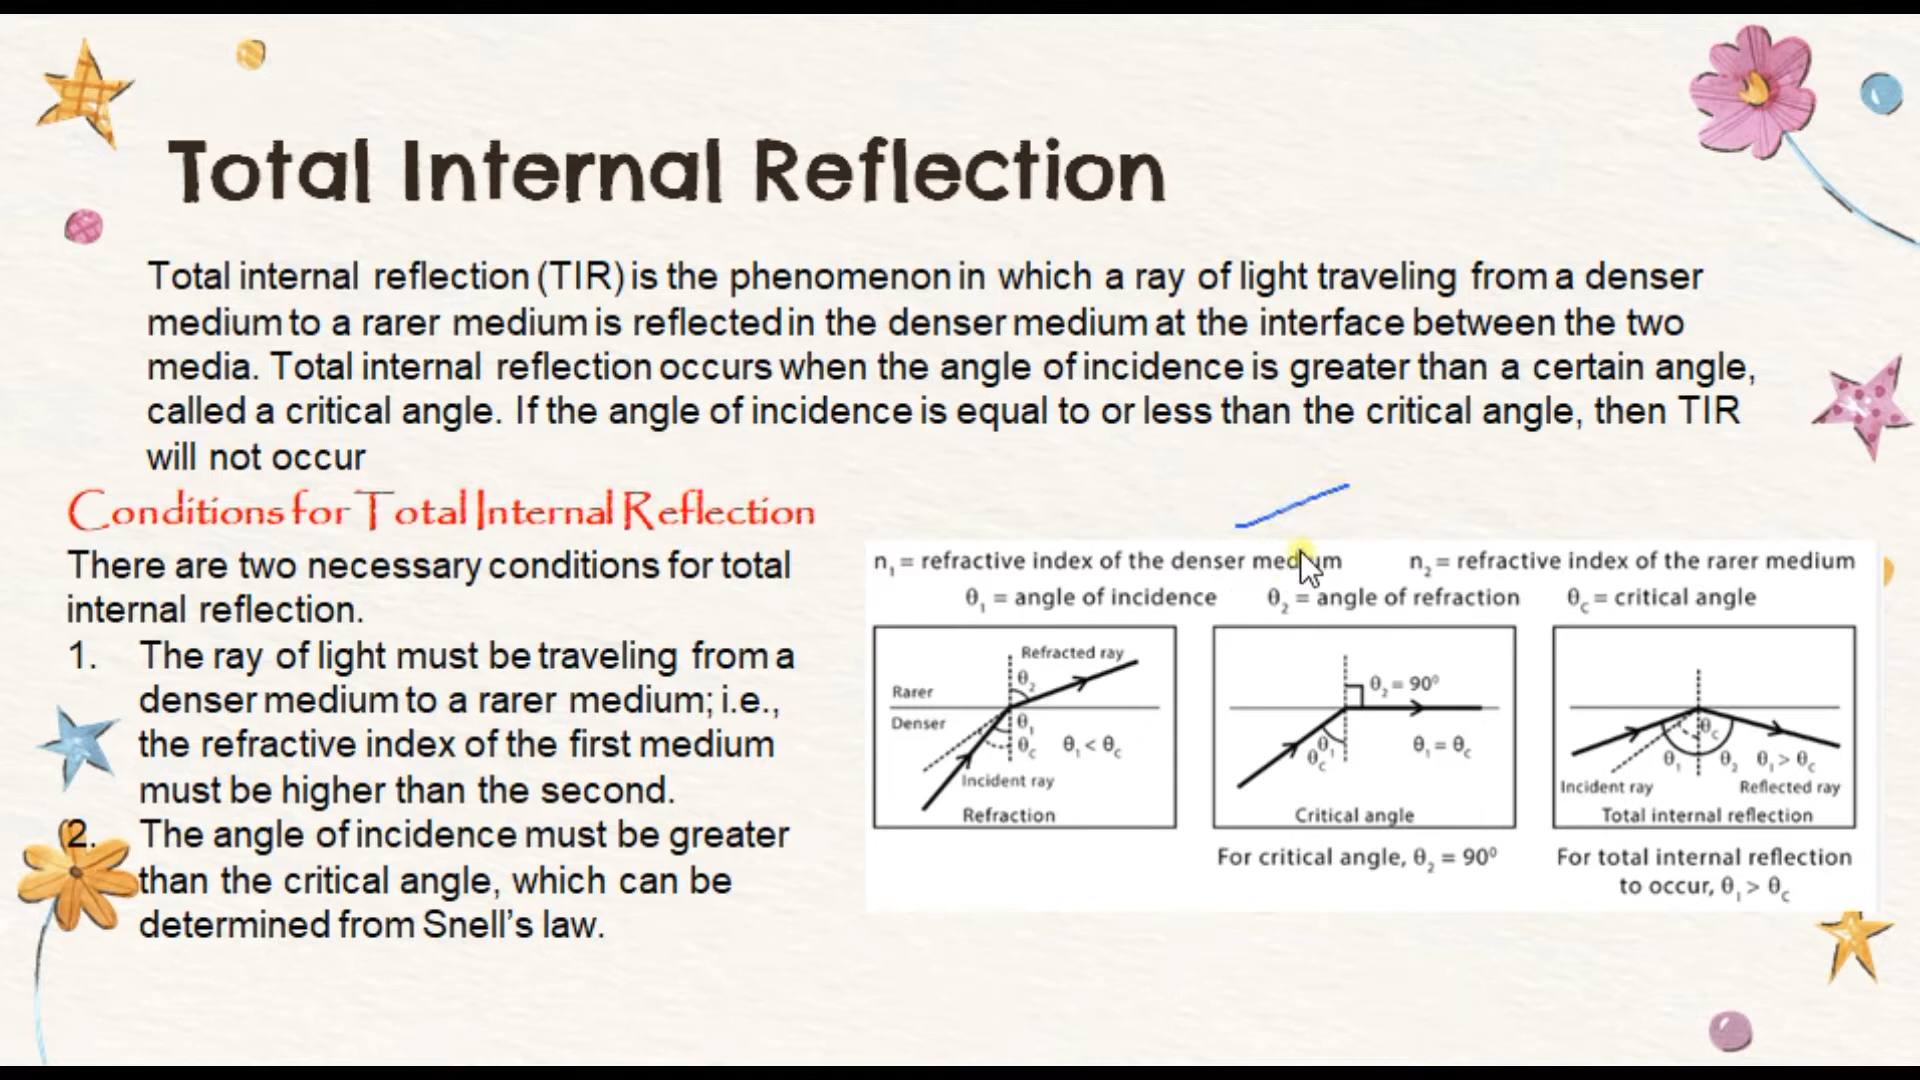 Total Internal Reflection
Total internal reflection (TIR) is the phenomenon in which a ray of light traveling from a denser
medium to a rarer medium is reflected in the denser medium at the interface between the two
media. Total internal reflection occurs when the angle of incidence is greater than a certain angle,
called a critical angle. If the angle of incidence is equal to or less than the critical angle, then TIR
will not occur
Conditions for Total Internal Reflection
There are two necessary conditions for total
internal reflection.
1. The ray of light must be traveling from a
denser medium to a rarer medium; i.e.,
the refractive index of the first medium
must be higher than the second.
2. The angle of incidence must be greater
than the critical angle, which can be
determined from Snell's law.
n₁ = refractive index of the denser medium
n₂ = refractive index of the rarer medium
θ₁ = angle of incidence
θ₂ = angle of refraction
θc = critical angle
Refracted ray
θ₂
Rarer
Denser
θ₁
θc
θ₁ < θc
Incident ray
Refraction
θ₂ = 90⁰
θ₁
θc
θ₁ = θc
Critical angle
For critical angle, θ₂ = 90⁰
θc
θ₁
θ₂
θ₁ > θc
Incident ray
Reflected ray
Total internal reflection
For total internal reflection
to occur, θ₁ > θc